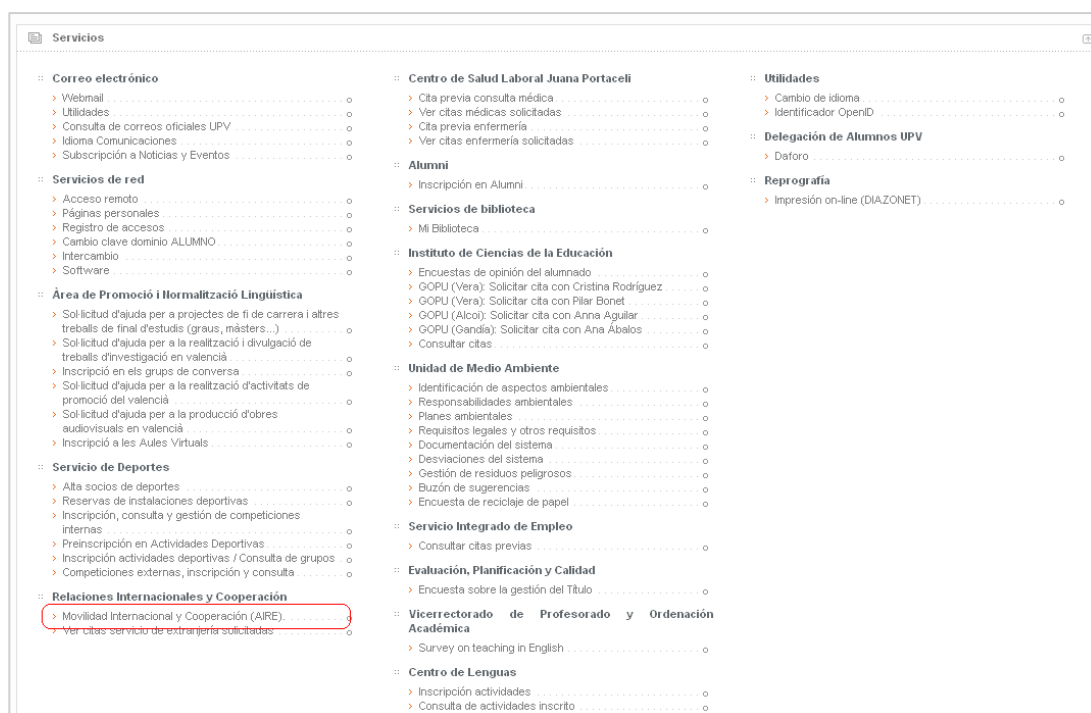 Servicios
Correo electrónico
Webmail
Utilidades
Consulta de correos oficiales UPV
Idioma Comunicaciones
Subscripción a Noticias y Eventos
Servicios de red
Acceso remoto
Páginas personales
Registro de accesos
Cambio clave dominio ALUMNO
Intercambio
Software
Àrea de Promoció i Normalització Lingüística
Sol·licitud d'ajuda per a projectes de fi de carrera i altres
treballs de final d'estudis (graus, màsters...)
Sol·licitud d'ajuda per a la realització i divulgació de
treballs d'investigació en valencià
Inscripció en els grups de conversa
Sol·licitud d'ajuda per a la realització d'activitats de
promoció del valencià
Sol·licitud d'ajuda per a la producció d'obres
audiovisuals en valencià
Inscripció a les Aules Virtuals
Servicio de Deportes
Alta socios de deportes
Reservas de instalaciones deportivas
Inscripción, consulta y gestión de competiciones
internas
Preinscripción en Actividades Deportivas
Inscripción actividades deportivas / Consulta de grupos
Competiciones externas, inscripción y consulta
Relaciones Internacionales y Cooperación
Movilidad Internacional y Cooperación (AIRE).
Ver citas servicio de extranjería solicitadas
Centro de Salud Laboral Juana Portaceli
Cita previa consulta médica
Ver citas médicas solicitadas
Cita previa enfermería
Ver citas enfermería solicitadas
Alumni
Inscripción en Alumni
Servicios de biblioteca
Mi Biblioteca
Instituto de Ciencias de la Educación
Encuestas de opinión del alumnado
GOPU (Vera): Solicitar cita con Cristina Rodríguez
GOPU (Vera): Solicitar cita con Pilar Bonet
GOPU (Alcoi): Solicitar cita con Anna Aguilar
GOPU (Gandía): Solicitar cita con Ana Ábalos
Consultar citas
Unidad de Medio Ambiente
Identificación de aspectos ambientales
Responsabilidades ambientales
Planes ambientales
Requisitos legales y otros requisitos
Documentación del sistema
Desviaciones del sistema
Gestión de residuos peligrosos
Buzón de sugerencias
Encuesta de reciclaje de papel
Servicio Integrado de Empleo
Consultar citas previas
Evaluación, Planificación y Calidad
Encuesta sobre la gestión del Título
Vicerrectorado de Profesorado y Ordenación
Académica
Survey on teaching in English
Centro de Lenguas
Inscripción actividades
Consulta de actividades inscrito
Utilidades
Cambio de idioma
Identificador OpenID
Delegación de Alumnos UPV
Daforo
Reprografía
Impresión on-line (DIAZONET)